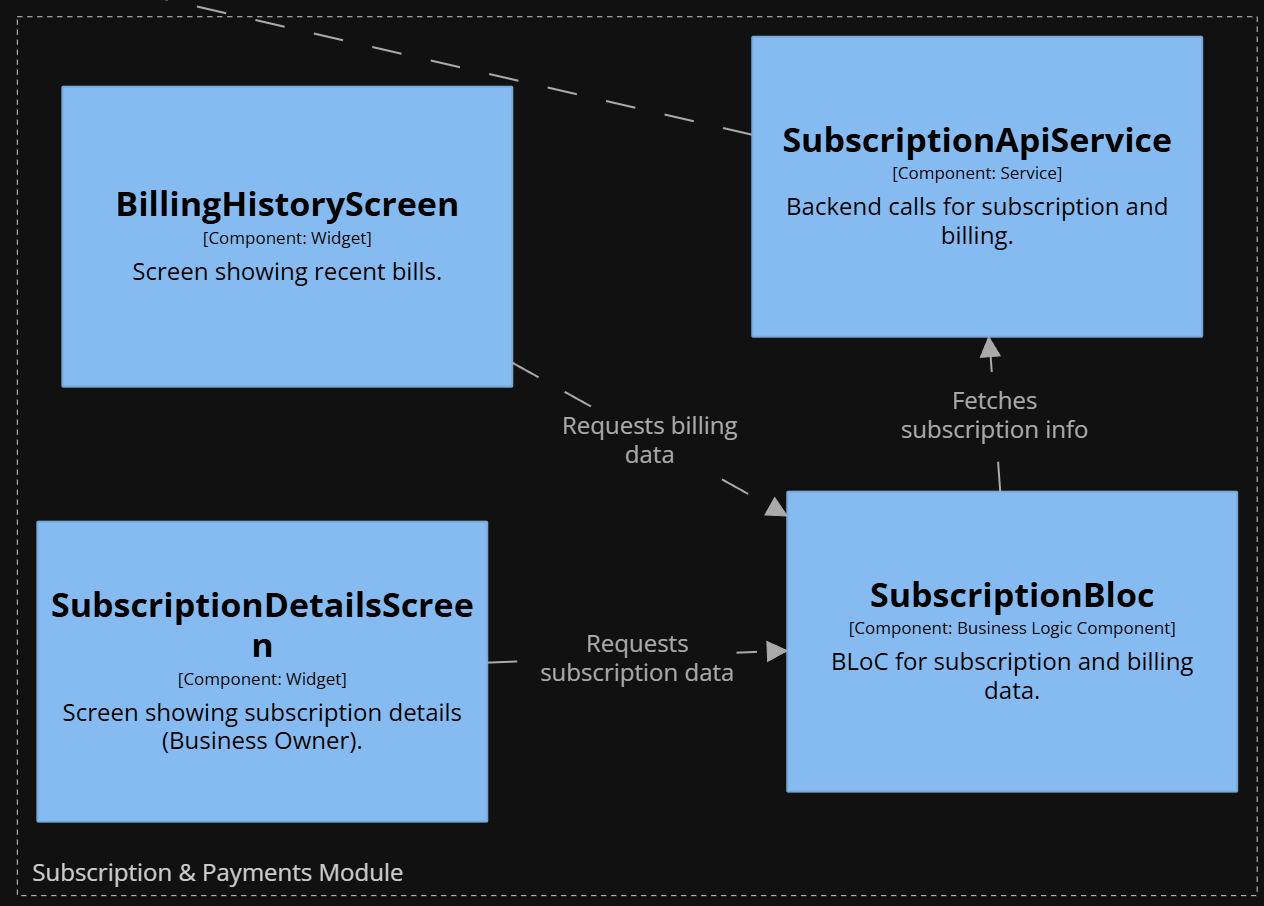 SubscriptionApiService
[Component: Service]
Backend calls for subscription and
billing.
BillingHistoryScreen
[Component: Widget]
Screen showing recent bills.
Fetches
subscription info
Requests billing
data
SubscriptionDetailsScree
n
[Component: Widget]
Screen showing subscription details
(Business Owner).
Requests
subscription data
SubscriptionBloc
[Component: Business Logic Component]
BLoC for subscription and billing
data.
Subscription & Payments Module